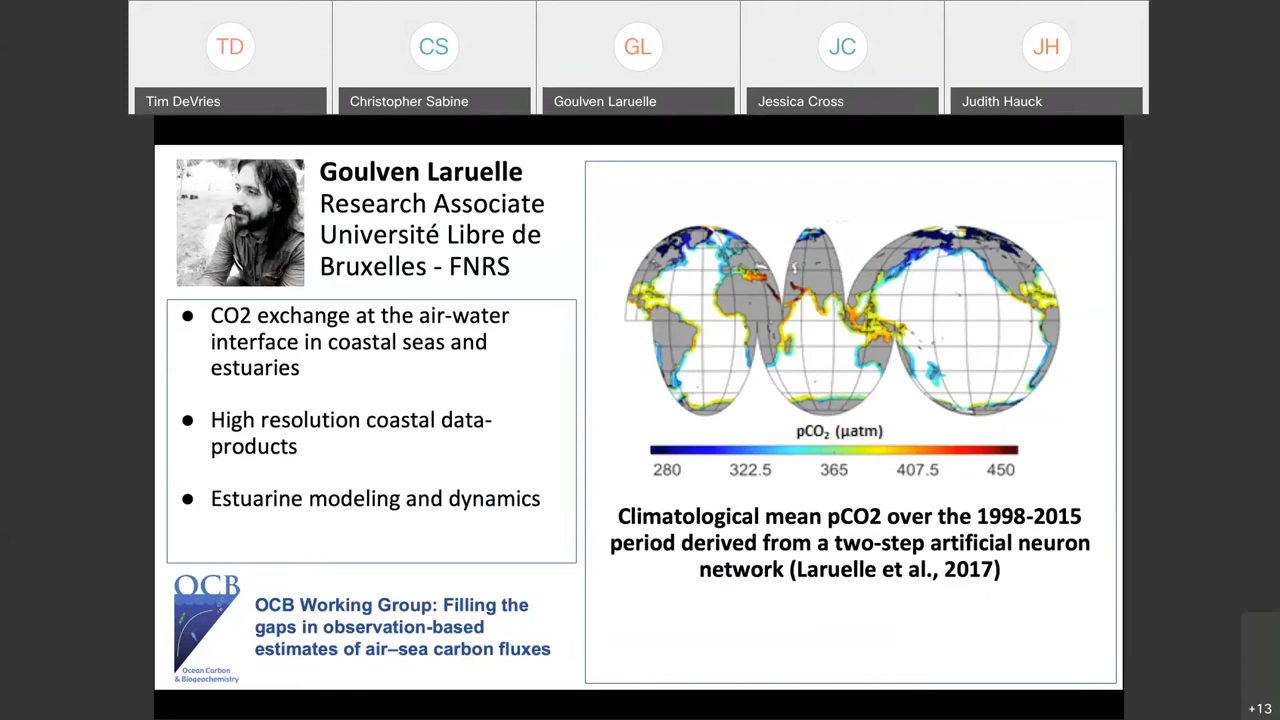 TD
CS
GL
JC
JH
Tim DeVries
Christopher Sabine
Goulven Laruelle
Jessica Cross
Judith Hauck
Goulven Laruelle
Research Associate
Université Libre de
Bruxelles - FNRS
● CO2 exchange at the air-water
interface in coastal seas and
estuaries
● High resolution coastal data-
products
● Estuarine modeling and dynamics
OCB
Ocean Carbon
& Biogeochemistry
OCB Working Group: Filling the
gaps in observation-based
estimates of air–sea carbon fluxes
pCO₂ (µatm)
280 322.5 365 407.5 450
Climatological mean pCO2 over the 1998-2015
period derived from a two-step artificial neuron
network (Laruelle et al., 2017)
+13